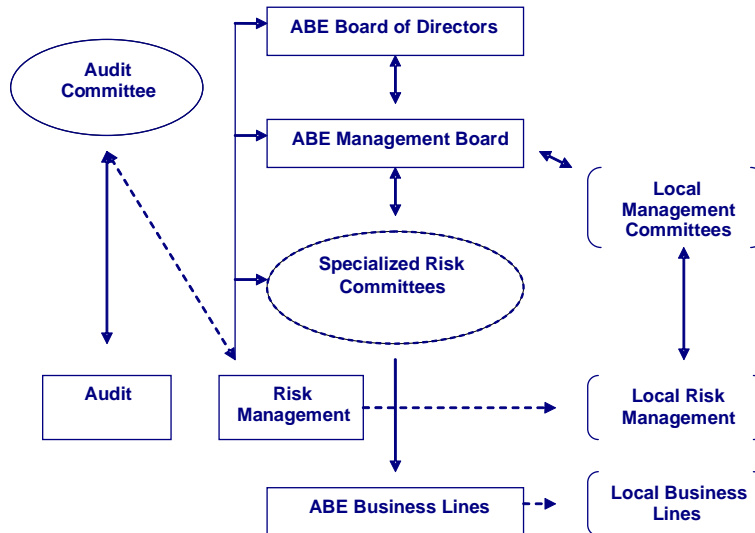 ABE Board of Directors
Audit
Committee
ABE Management Board
Local
Management
Committees
Specialized Risk
Committees
Audit
Risk
Management
Local Risk
Management
ABE Business Lines
Local Business
Lines